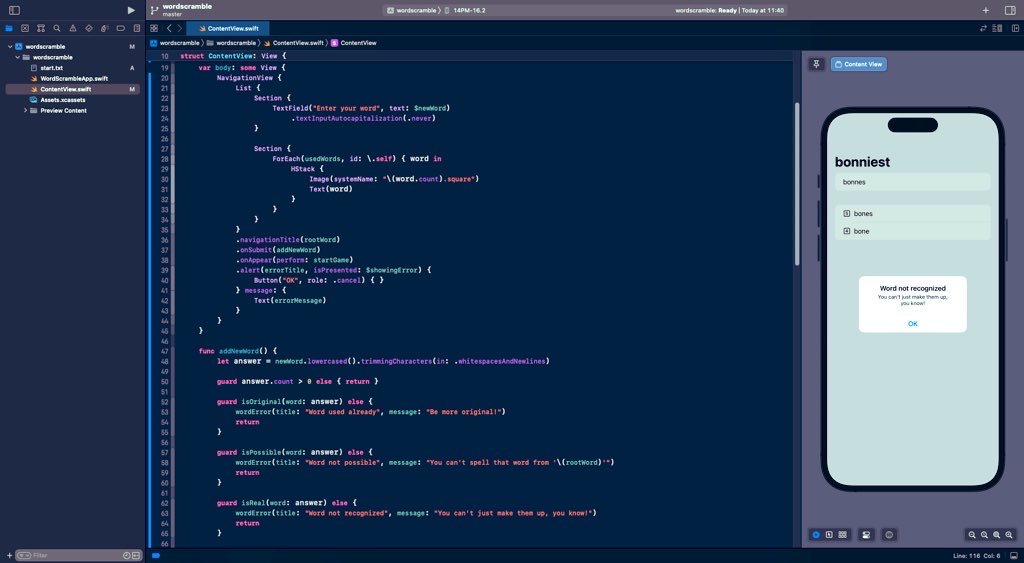 wordscramble
master
wordscramble
14PM-16.2
wordscramble: Ready | Today at 11:40
ContentView.swift
wordscramble
M
wordscramble
start.txt
A
WordScrambleApp.swift
ContentView.swift
M
Assets.xcassets
Preview Content
Filter
wordscramble
wordscramble
ContentView.swift
ContentView
10 struct ContentView: View {
19 var body: some View {
20 NavigationView {
21 List {
22 Section {
23 TextField("Enter your word", text: $newWord)
24 .textInputAutocapitalization(.never)
25 }
26
27 Section {
28 ForEach(usedWords, id: \.self) { word in
29 HStack {
30 Image(systemName: "\(word.count).square")
31 Text(word)
32 }
33 }
34 }
35 }
36 .navigationTitle(rootWord)
37 .onSubmit(addNewWord)
38 .onAppear(perform: startGame)
39 .alert(errorTitle, isPresented: $showingError) {
40 Button("OK", role: .cancel) { }
41 } message: {
42 Text(errorMessage)
43 }
44 }
45 }
46
47 func addNewWord() {
48 let answer = newWord.lowercased().trimmingCharacters(in: .whitespacesAndNewlines)
49
50 guard answer.count > 0 else { return }
51
52 guard isOriginal(word: answer) else {
53 wordError(title: "Word used already", message: "Be more original!")
54 return
55 }
56
57 guard isPossible(word: answer) else {
58 wordError(title: "Word not possible", message: "You can't spell that word from '\(rootWord)'")
59 return
60 }
61
62 guard isReal(word: answer) else {
63 wordError(title: "Word not recognized", message: "You can't just make them up, you know!")
64 return
65 }
66
Content View
bonniest
bonnes
5 bones
4 bone
Word not recognized
You can't just make them up,
you know!
OK
Line: 116 Col: 6